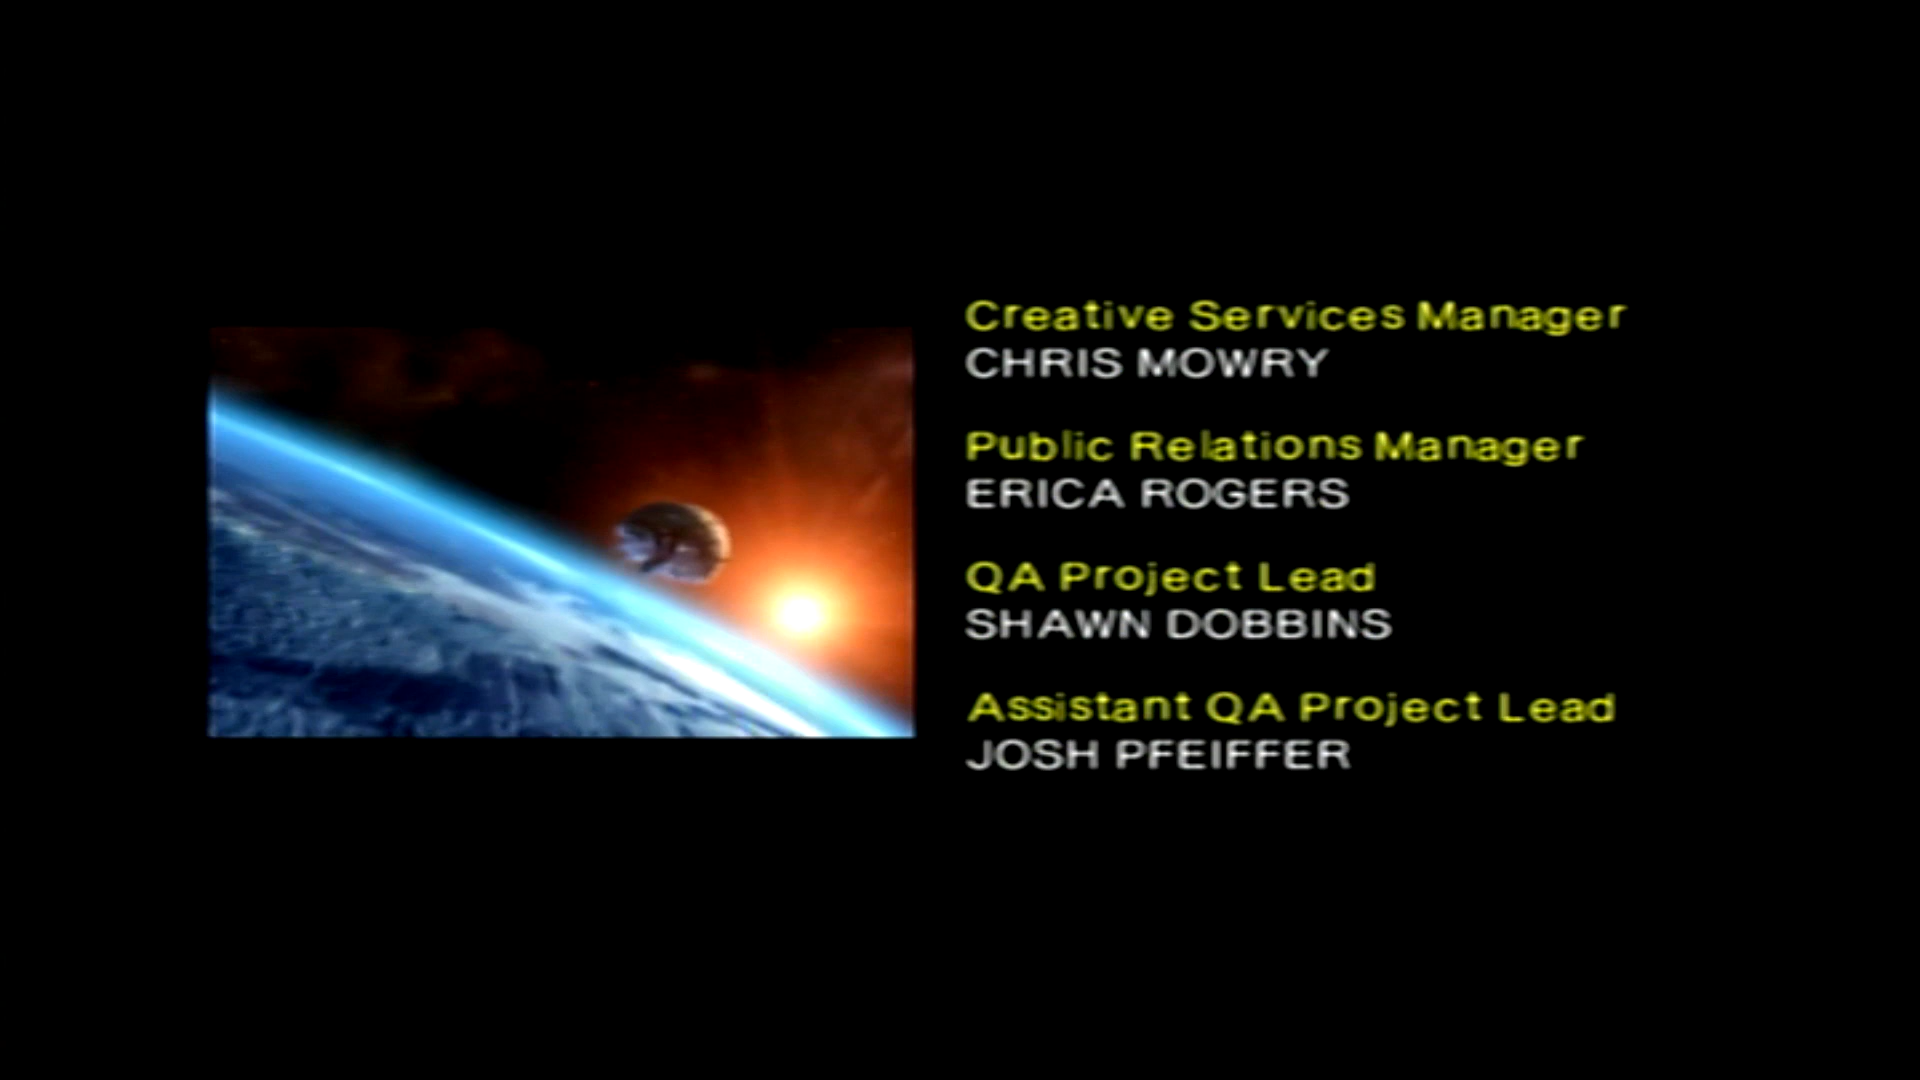 Creative Services Manager
CHRIS MOWRY
Public Relations Manager
ERICA ROGERS
QA Project Lead
SHAWN DOBBINS
Assistant QA Project Lead
JOSH PFEIFFER